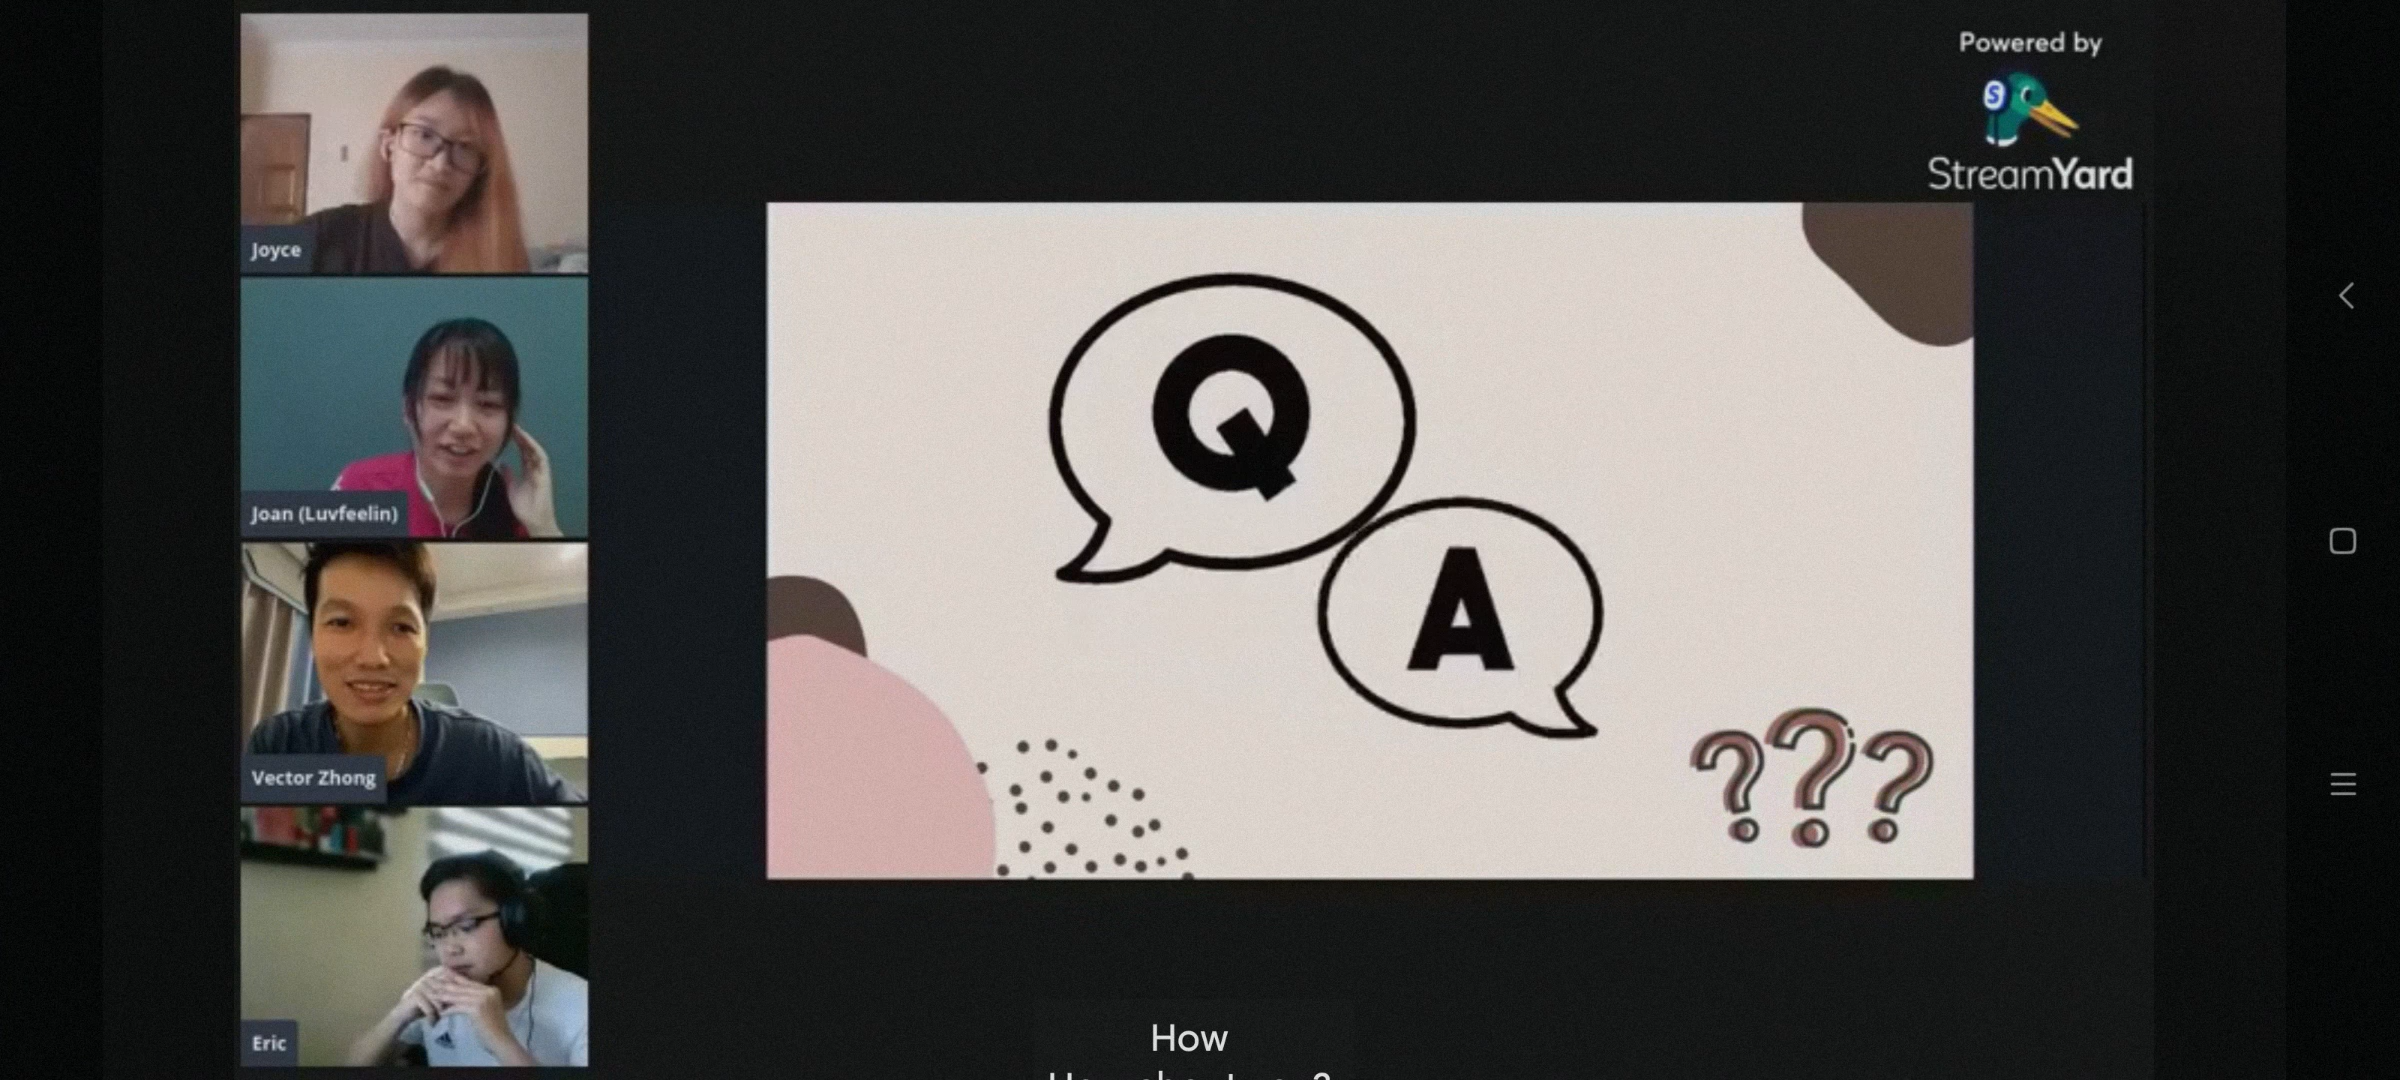 Powered by
S
StreamYard
Joyce
Joan (Luvfeelin)
Vector Zhong
Eric
Q
A
???
How